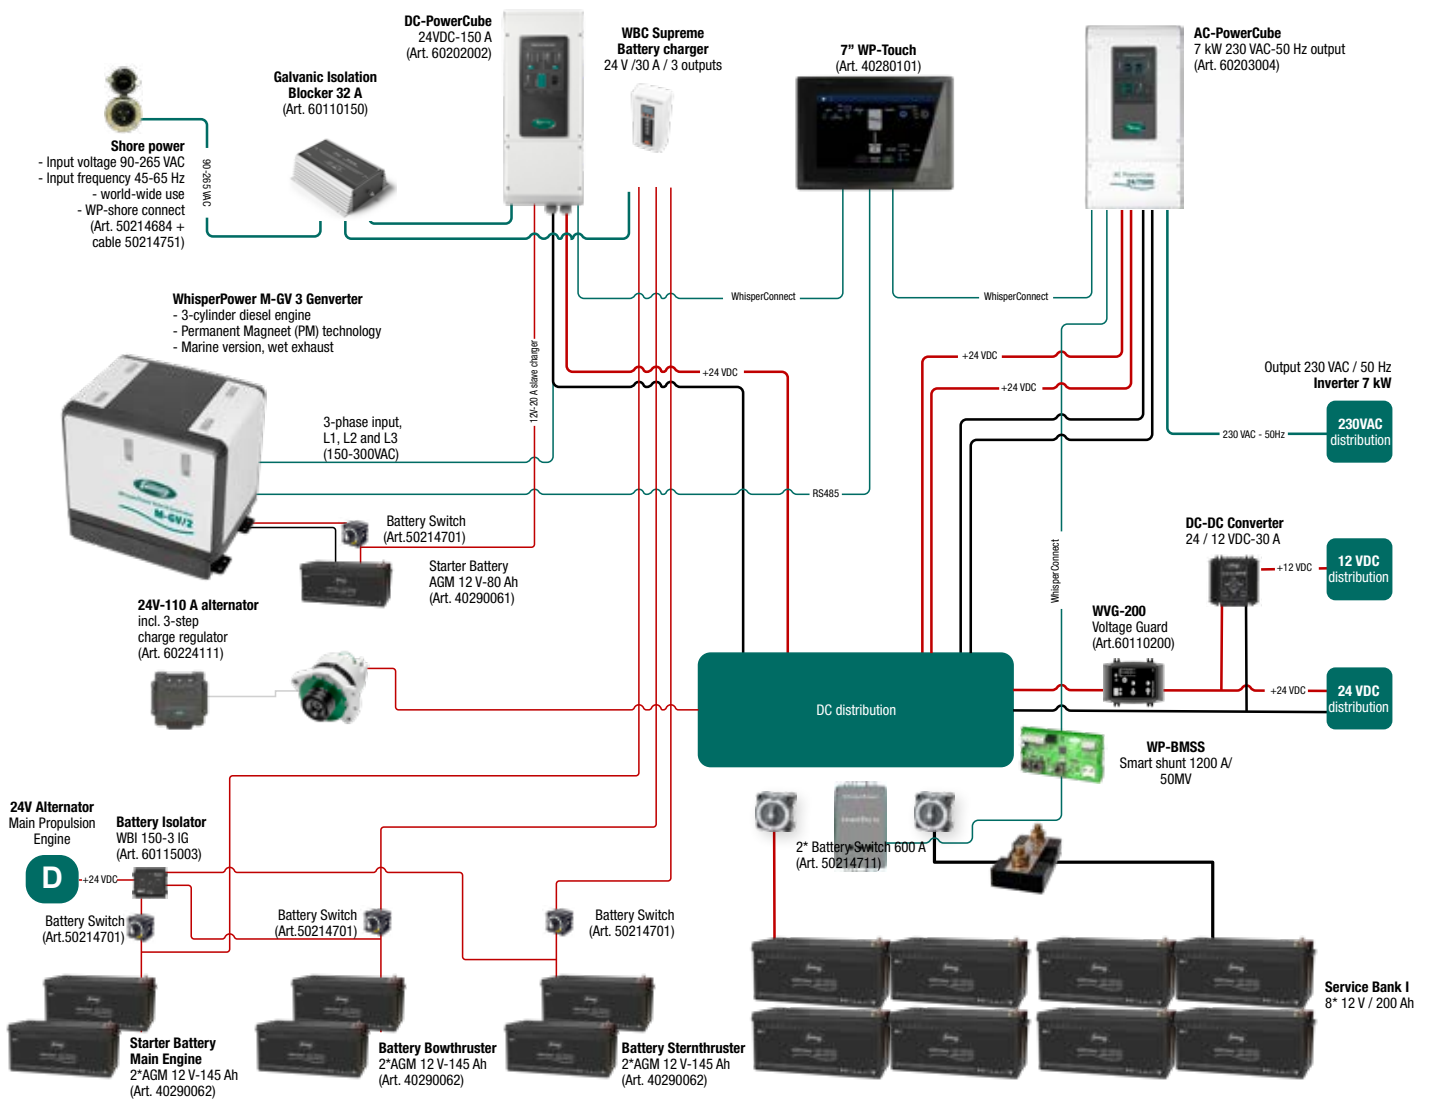 DC-PowerCube
24VDC-150 A
(Art. 60202002)
WBC Supreme
Battery charger
24 V /30 A / 3 outputs
7” WP-Touch
(Art. 40280101)
AC-PowerCube
7 kW 230 VAC-50 Hz output
(Art. 60203004)
Galvanic Isolation
Blocker 32 A
(Art. 60110150)
Shore power
- Input voltage 90-265 VAC
- Input frequency 45-65 Hz
- world-wide use
- WP-shore connect
(Art. 50214684 +
cable 50214751)
90-265 VAC
AC PowerCube
24/7000
WhisperConnect
WhisperConnect
WhisperPower M-GV 3 Genverter
- 3-cylinder diesel engine
- Permanent Magneet (PM) technology
- Marine version, wet exhaust
12V-20 A slave charger
+24 VDC
+24 VDC
+24 VDC
Output 230 VAC / 50 Hz
Inverter 7 kW
230VAC
distribution
230 VAC - 50Hz
3-phase input,
L1, L2 and L3
(150-300VAC)
RS485
M-GV/2
Battery Switch
(Art.50214701)
Starter Battery
AGM 12 V-80 Ah
(Art. 40290061)
WhisperConnect
DC-DC Converter
24 / 12 VDC-30 A
+12 VDC
12 VDC
distribution
24V-110 A alternator
incl. 3-step
charge regulator
(Art. 60224111)
WVG-200
Voltage Guard
(Art.60110200)
+24 VDC
24 VDC
distribution
DC distribution
WP-BMSS
Smart shunt 1200 A/
50MV
24V Alternator
Main Propulsion
Engine
D
+24 VDC
Battery Isolator
WBI 150-3 IG
(Art. 60115003)
2* Battery Switch 600 A
(Art. 50214711)
Battery Switch
(Art.50214701)
Battery Switch
(Art.50214701)
Battery Switch
(Art. 50214701)
Service Bank I
8* 12 V / 200 Ah
Starter Battery
Main Engine
2*AGM 12 V-145 Ah
(Art. 40290062)
Battery Bowthruster
2*AGM 12 V-145 Ah
(Art. 40290062)
Battery Sternthruster
2*AGM 12 V-145 Ah
(Art. 40290062)